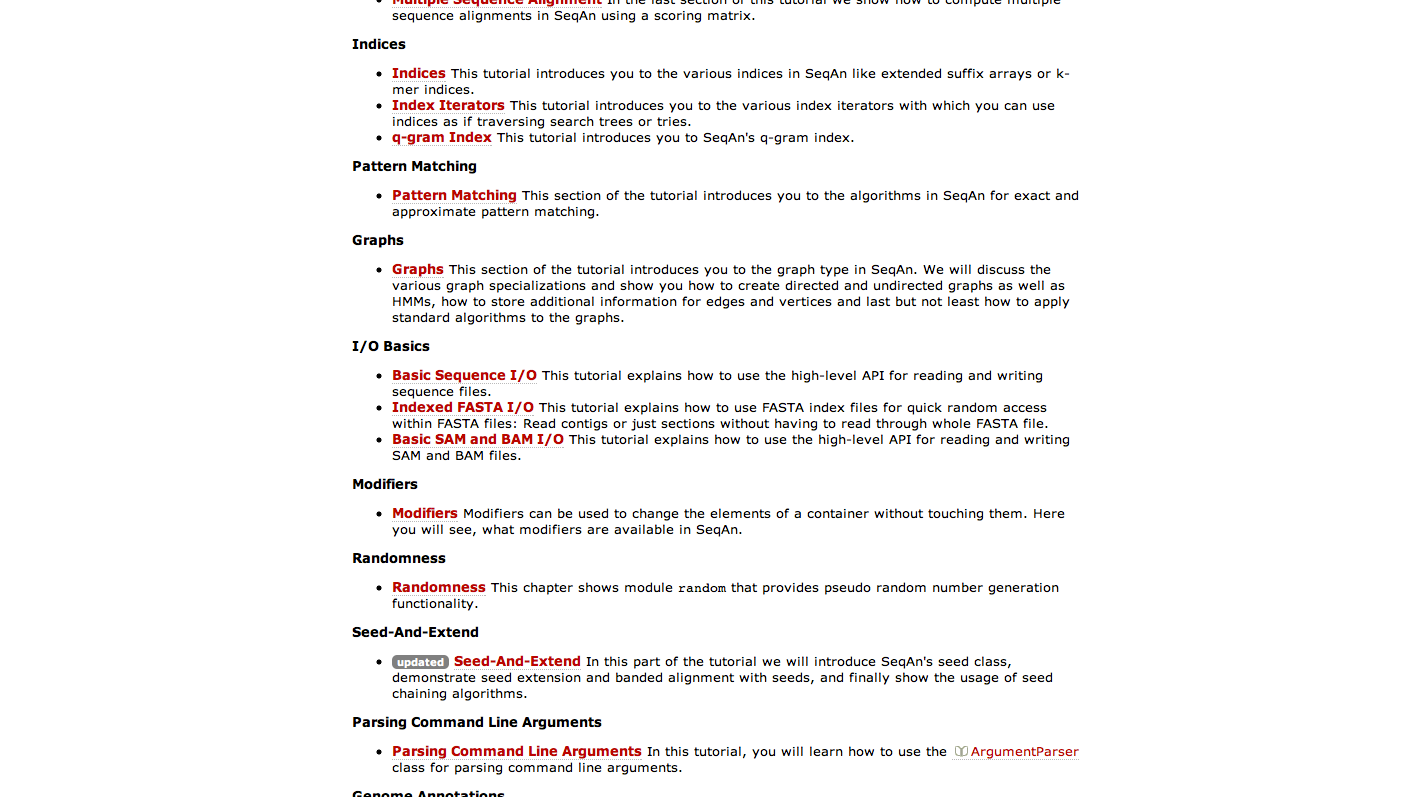 Multiple Sequence Alignment In the last section of this tutorial we show how to compute multiple
sequence alignments in SeqAn using a scoring matrix.
Indices
Indices This tutorial introduces you to the various indices in SeqAn like extended suffix arrays or k-
mer indices.
Index Iterators This tutorial introduces you to the various index iterators with which you can use
indices as if traversing search trees or tries.
q-gram Index This tutorial introduces you to SeqAn's q-gram index.
Pattern Matching
Pattern Matching This section of the tutorial introduces you to the algorithms in SeqAn for exact and
approximate pattern matching.
Graphs
Graphs This section of the tutorial introduces you to the graph type in SeqAn. We will discuss the
various graph specializations and show you how to create directed and undirected graphs as well as
HMMs, how to store additional information for edges and vertices and last but not least how to apply
standard algorithms to the graphs.
I/O Basics
Basic Sequence I/O This tutorial explains how to use the high-level API for reading and writing
sequence files.
Indexed FASTA I/O This tutorial explains how to use FASTA index files for quick random access
within FASTA files: Read contigs or just sections without having to read through whole FASTA file.
Basic SAM and BAM I/O This tutorial explains how to use the high-level API for reading and writing
SAM and BAM files.
Modifiers
Modifiers Modifiers can be used to change the elements of a container without touching them. Here
you will see, what modifiers are available in SeqAn.
Randomness
Randomness This chapter shows module random that provides pseudo random number generation
functionality.
Seed-And-Extend
updated Seed-And-Extend In this part of the tutorial we will introduce SeqAn's seed class,
demonstrate seed extension and banded alignment with seeds, and finally show the usage of seed
chaining algorithms.
Parsing Command Line Arguments
Parsing Command Line Arguments In this tutorial, you will learn how to use the ArgumentParser
class for parsing command line arguments.
Genome Annotations